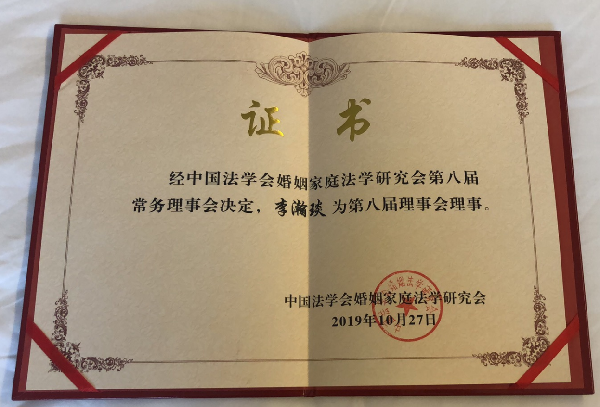 证 书
经中国法学会婚姻家庭法学研究会第八届
常务理事会决定，李瀚琰为第八届理事会理事。
中国法学会婚姻家庭法学研究会
2019年10月27日